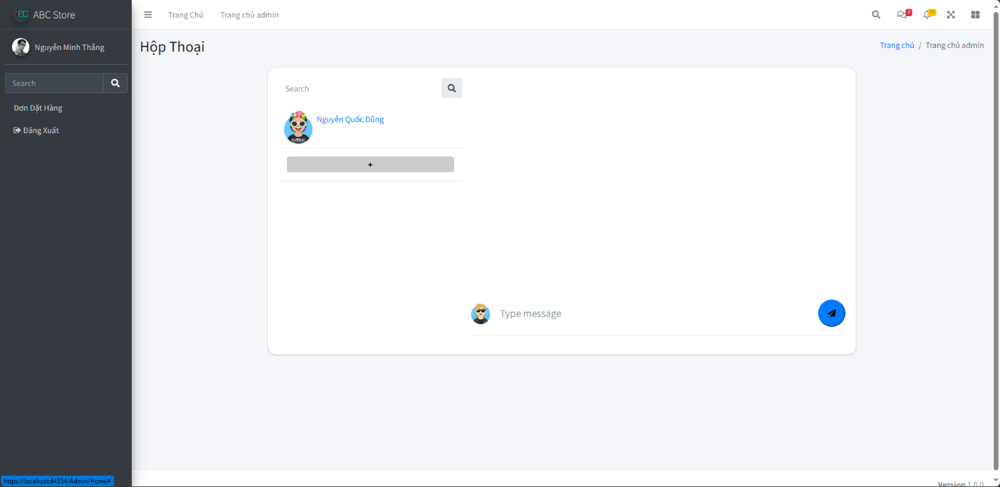 ABC ABC Store
Trang Chủ Trang chủ admin
3 15
Nguyễn Minh Thắng
Hộp Thoại
Trang chủ / Trang chủ admin
Search
Đơn Đặt Hàng
Đăng Xuất
Search
Nguyễn Quốc Dũng
+
Type message
https://localhost:44354/Admin/Home#
Version 1.0.0